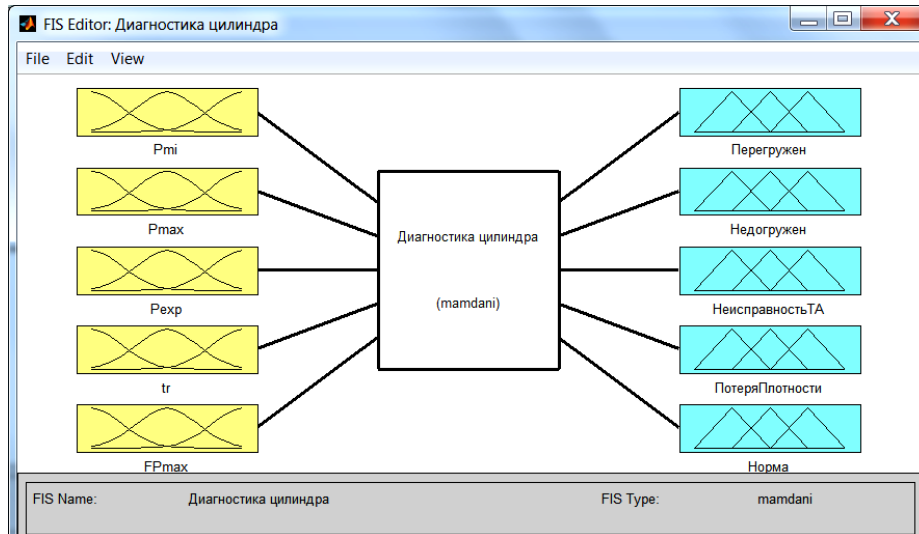 FIS Editor: Диагностика цилиндра
File Edit View
Pmi
Pmax
Pexp
tr
FPmax
Диагностика цилиндра
(mamdani)
Перегружен
Недогружен
НеисправностьТА
ПотеряПлотности
Норма
FIS Name: Диагностика цилиндра FIS Type: mamdani